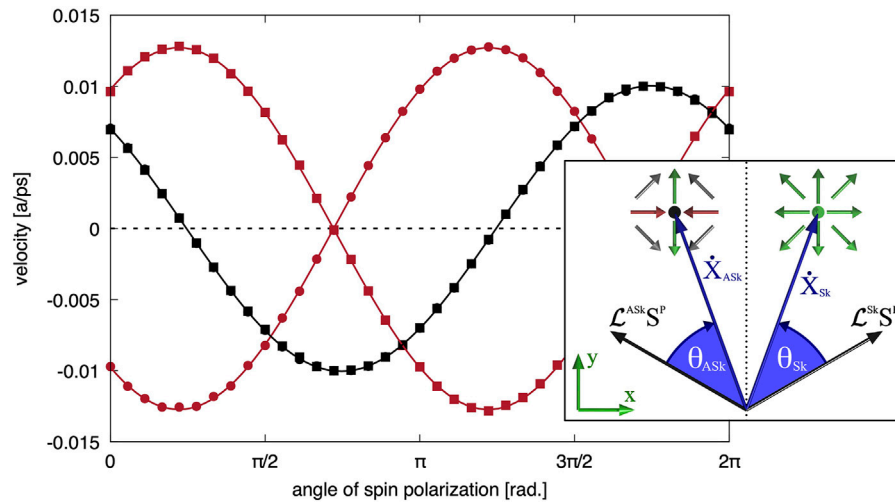 0.015
0.01
0.005
0
-0.005
-0.01
-0.015
velocity [a/ps]
0
π/2
π
3π/2
2π
angle of spin polarization [rad.]
Ẋ_ASk
Ẋ_Sk
ℒ^ASk S^P
ℒ^Sk S^P
θ_ASk
θ_Sk
y
x